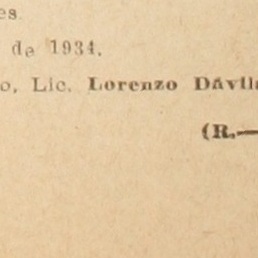 es
de 1934.
o, Lic. Lorenzo Dávila
(R.—